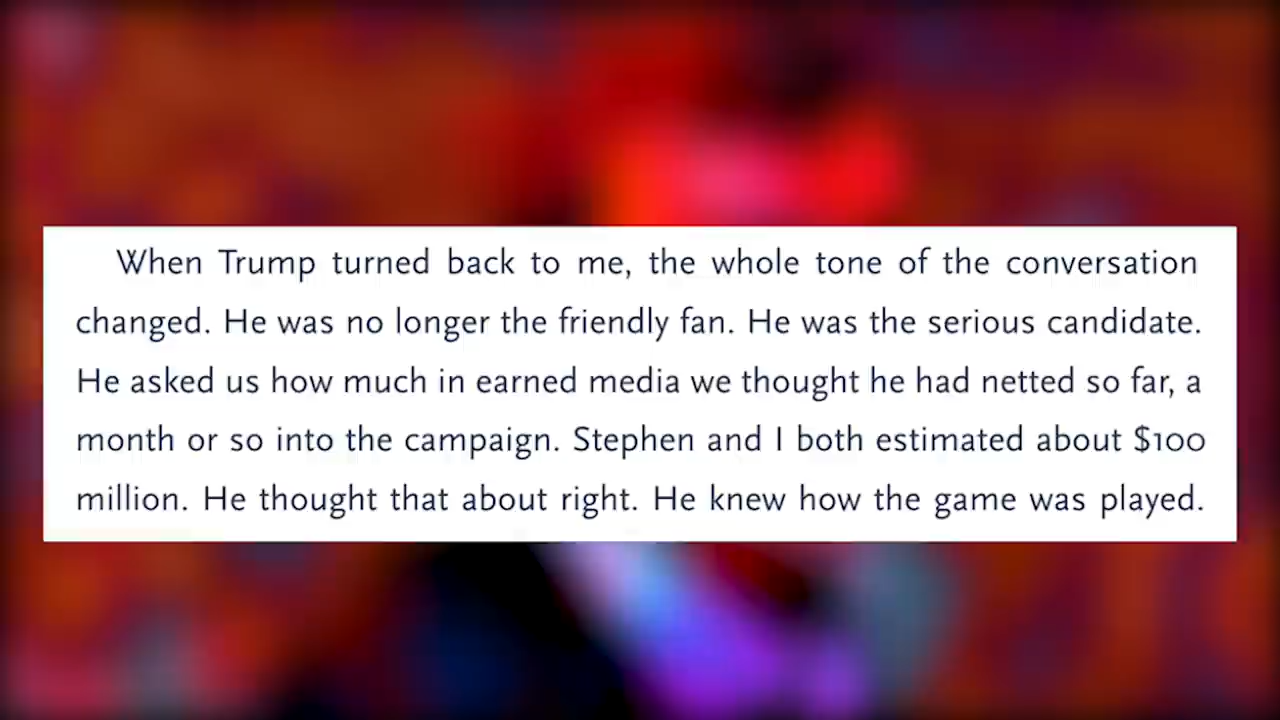 When Trump turned back to me, the whole tone of the conversation
changed. He was no longer the friendly fan. He was the serious candidate.
He asked us how much in earned media we thought he had netted so far, a
month or so into the campaign. Stephen and I both estimated about $100
million. He thought that about right. He knew how the game was played.